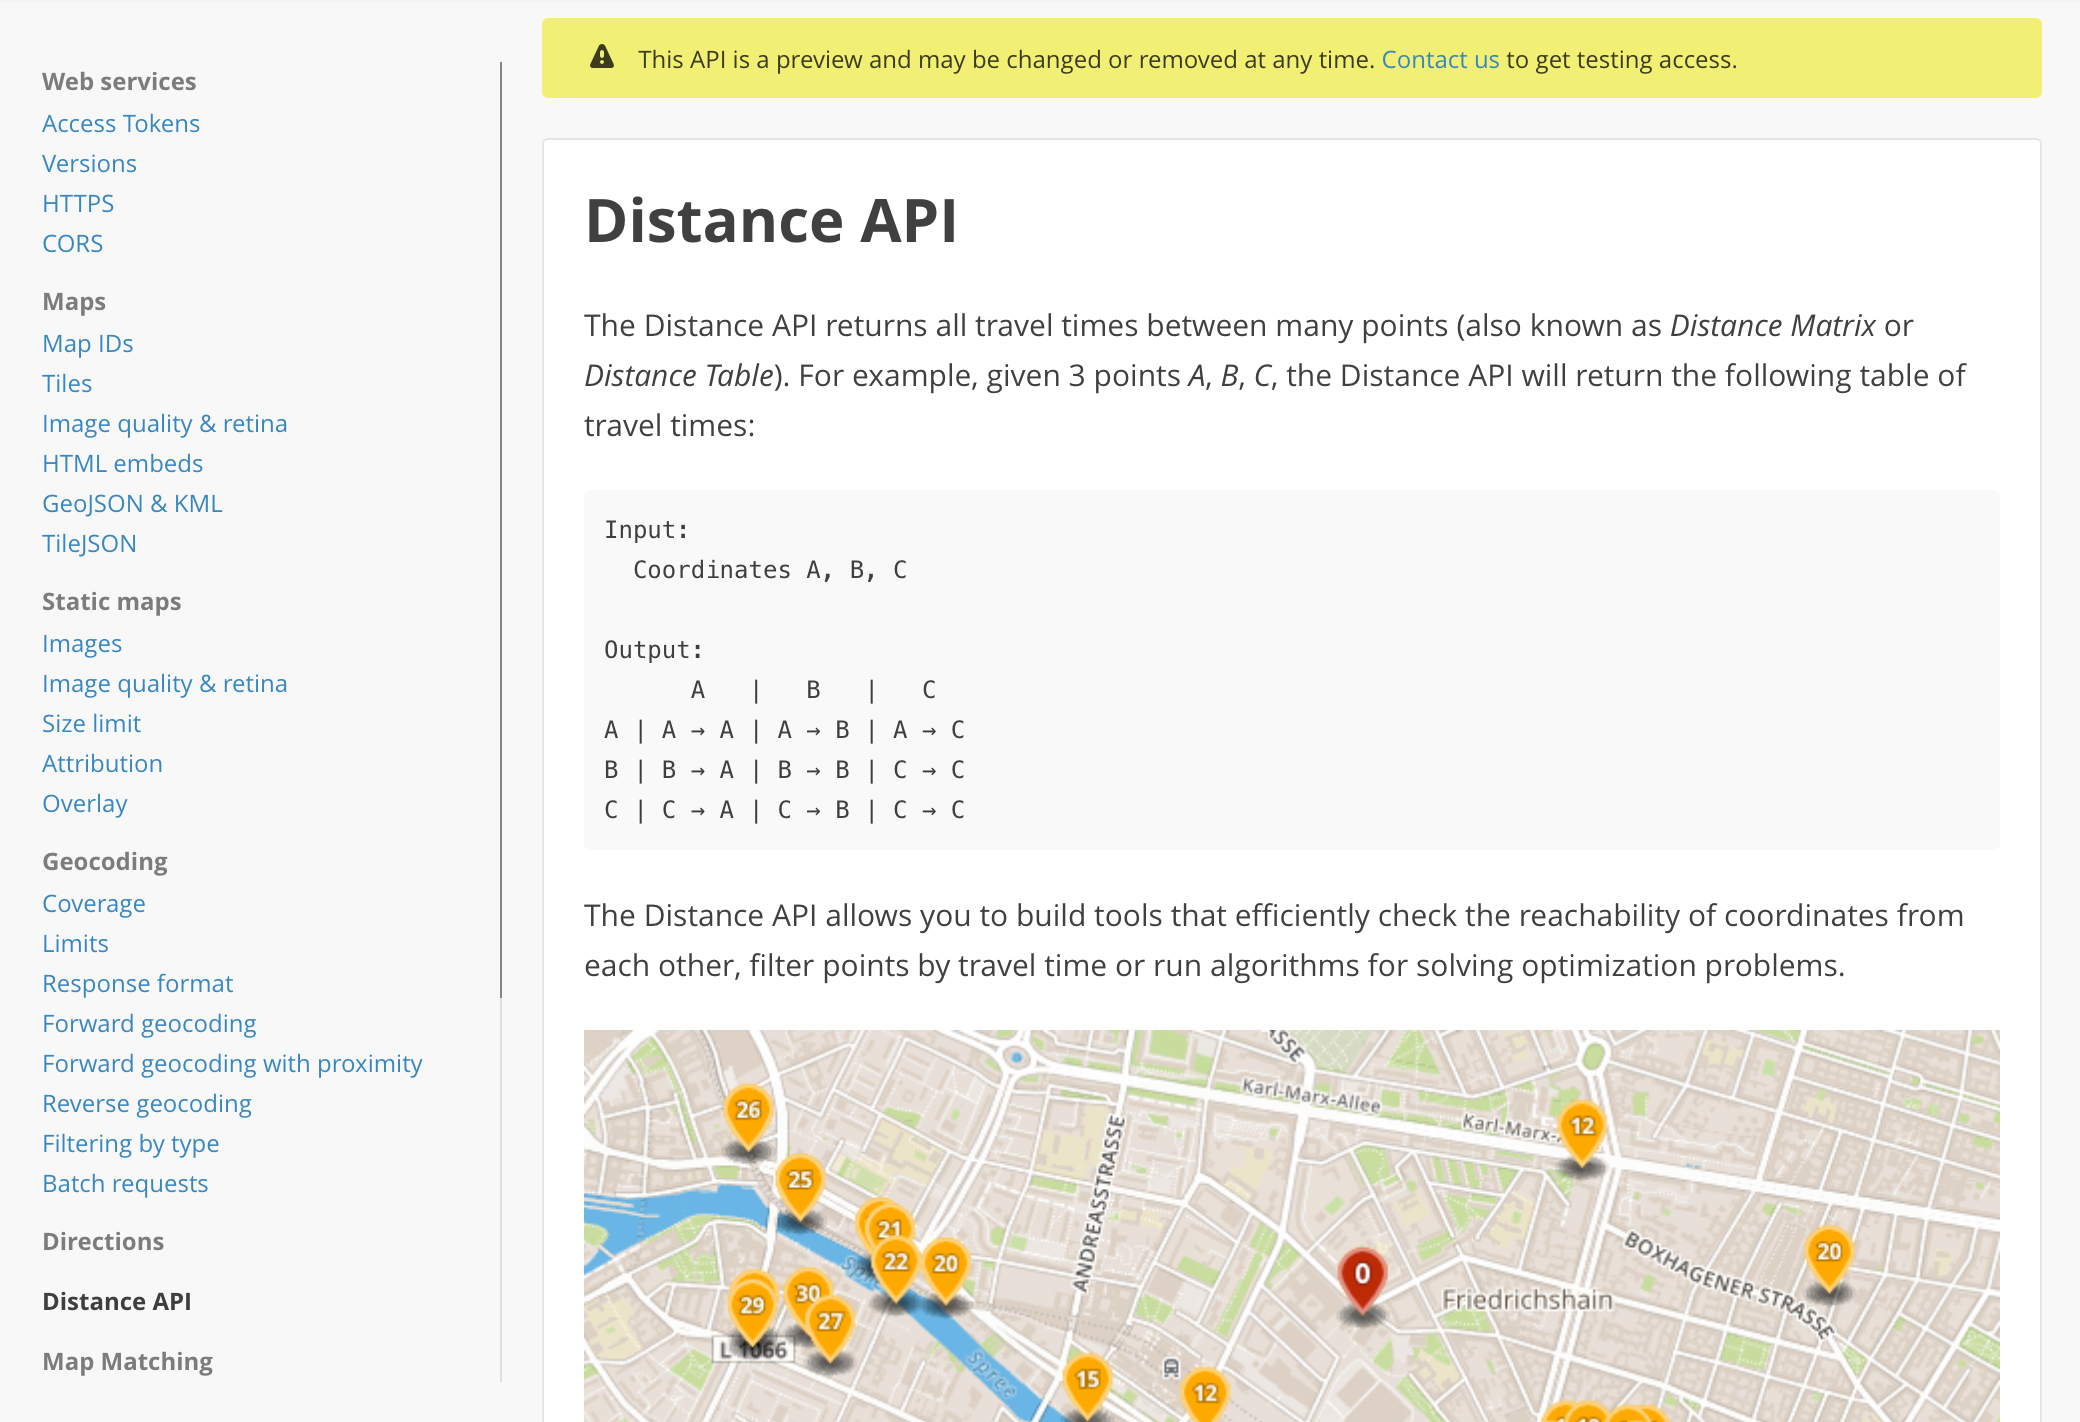 This API is a preview and may be changed or removed at any time. Contact us to get testing access.
Web services
Access Tokens
Versions
HTTPS
CORS
Maps
Map IDs
Tiles
Image quality & retina
HTML embeds
GeoJSON & KML
TileJSON
Static maps
Images
Image quality & retina
Size limit
Attribution
Overlay
Geocoding
Coverage
Limits
Response format
Forward geocoding
Forward geocoding with proximity
Reverse geocoding
Filtering by type
Batch requests
Directions
Distance API
Map Matching
Distance API
The Distance API returns all travel times between many points (also known as Distance Matrix or
Distance Table). For example, given 3 points A, B, C, the Distance API will return the following table of
travel times:
Input:
  Coordinates A, B, C
Output:
      A   |   B   |   C
A | A → A | A → B | A → C
B | B → A | B → B | C → C
C | C → A | C → B | C → C
The Distance API allows you to build tools that efficiently check the reachability of coordinates from
each other, filter points by travel time or run algorithms for solving optimization problems.
Karl-Marx-Allee
Karl-Marx-
26
12
25
ANDREASSTRASSE
21
22
20
BOXHAGENER STRASSE
20
0
Friedrichshain
29
30
27
L 1066
Spree
15
12